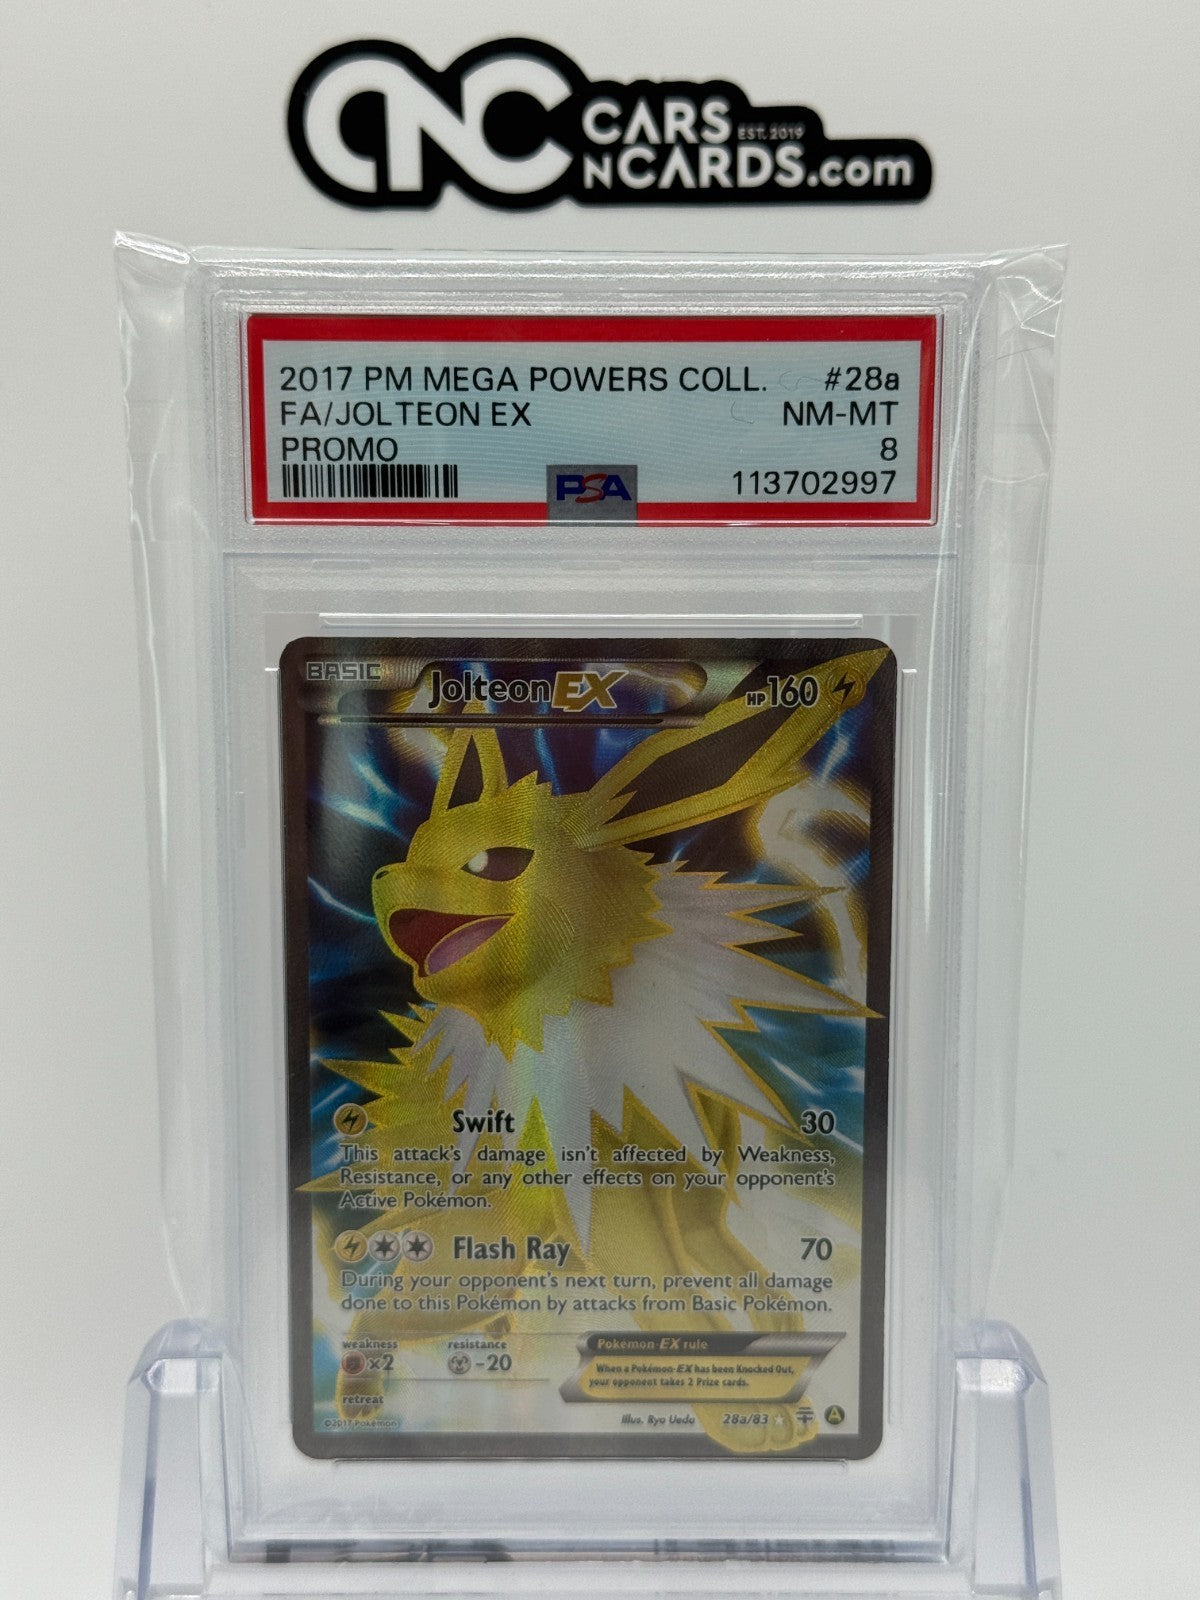 CNC CARS EST. 2019
N CARDS.com
2017 PM MEGA POWERS COLL. #28a
FA/JOLTEON EX NM-MT
PROMO 8
PSA 113702997
BASIC Jolteon EX HP 160
Swift 30
This attack's damage isn't affected by Weakness,
Resistance, or any other effects on your opponent's
Active Pokémon.
Flash Ray 70
During your opponent's next turn, prevent all damage
done to this Pokémon by attacks from Basic Pokémon.
weakness resistance Pokémon-EX rule
×2 -20
When a Pokémon-EX has been Knocked Out,
your opponent takes 2 Prize cards.
retreat
©2017 Pokémon Illus. Ryo Ueda 28a/83 A